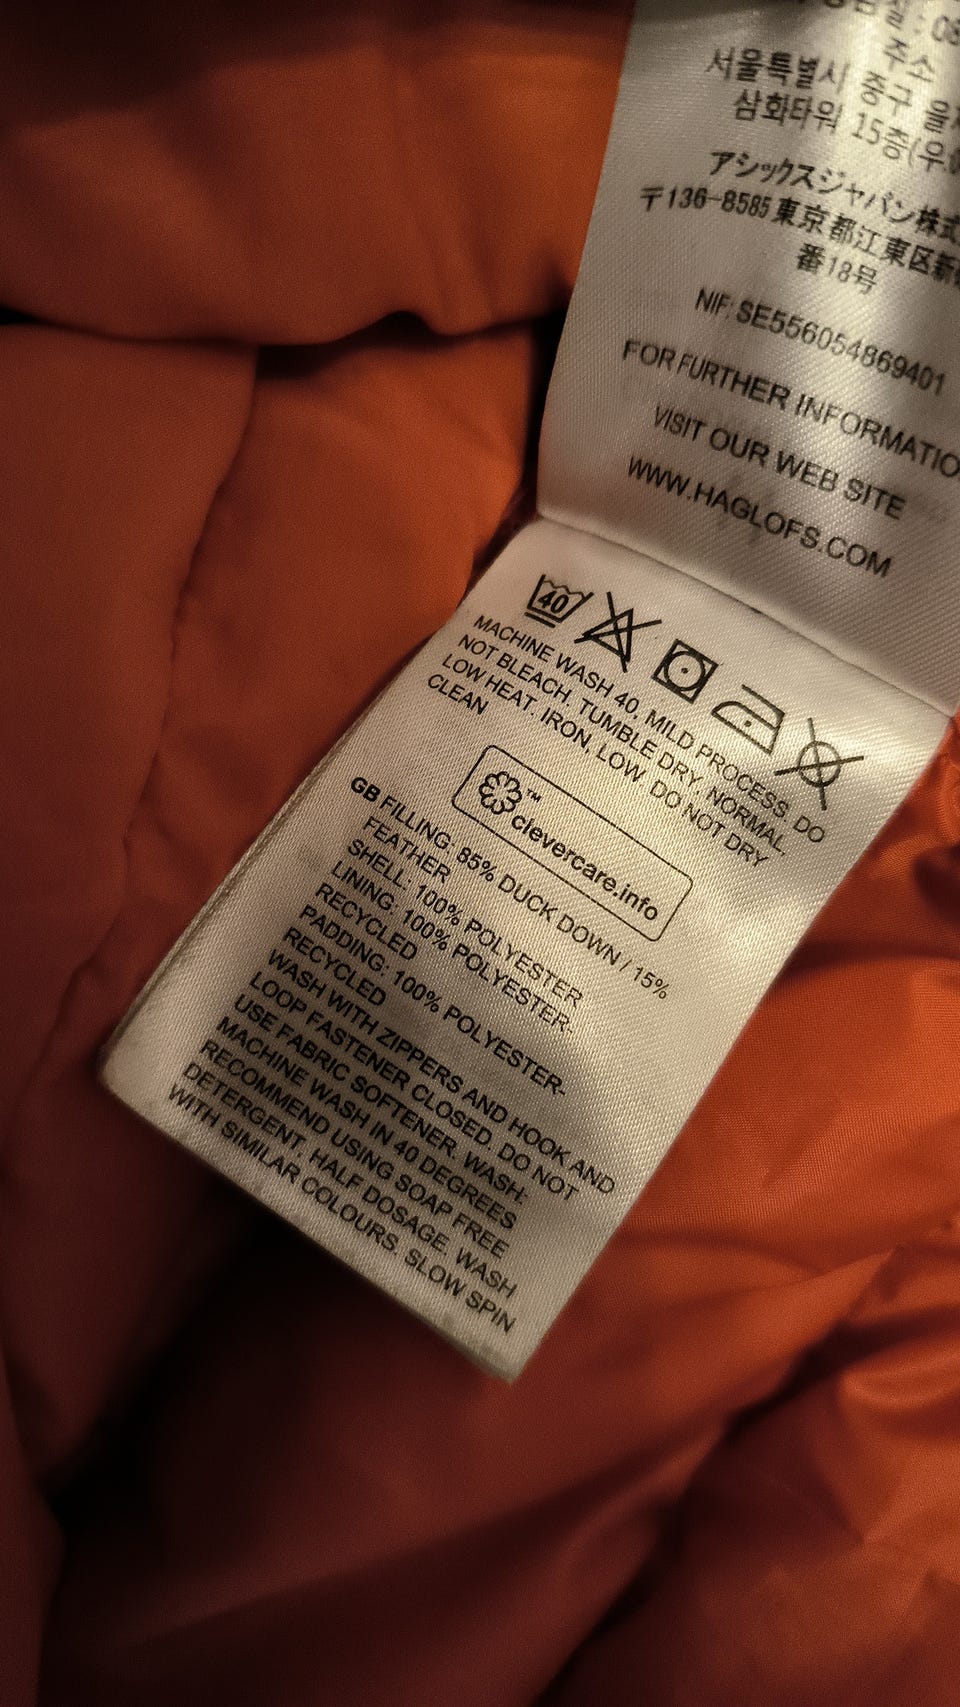 서울특별시 중구
삼화타워 15층(우
アシックスジャパン株式
〒136-8585東京都江東区新
番18号
NIF: SE556054869401
FOR FURTHER
VISIT OUR WEB SITE
WWW.HAGLOFS.COM
40
MACHINE WASH 40, MILD PROCESS. DO
NOT BLEACH. TUMBLE DRY, NORMAL,
LOW HEAT. IRON, LOW. DO NOT DRY
CLEAN
™
clevercare.info
GB FILLING: 85% DUCK DOWN / 15%
FEATHER
SHELL: 100% POLYESTER
LINING: 100% POLYESTER-
RECYCLED
PADDING: 100% POLYESTER-
RECYCLED
WASH WITH ZIPPERS AND HOOK AND
LOOP FASTENER CLOSED. DO NOT
USE FABRIC SOFTENER. WASH:
MACHINE WASH IN 40 DEGREES
RECOMMEND USING SOAP FREE
DETERGENT, HALF DOSAGE. WASH
WITH SIMILAR COLOURS, SLOW SPIN